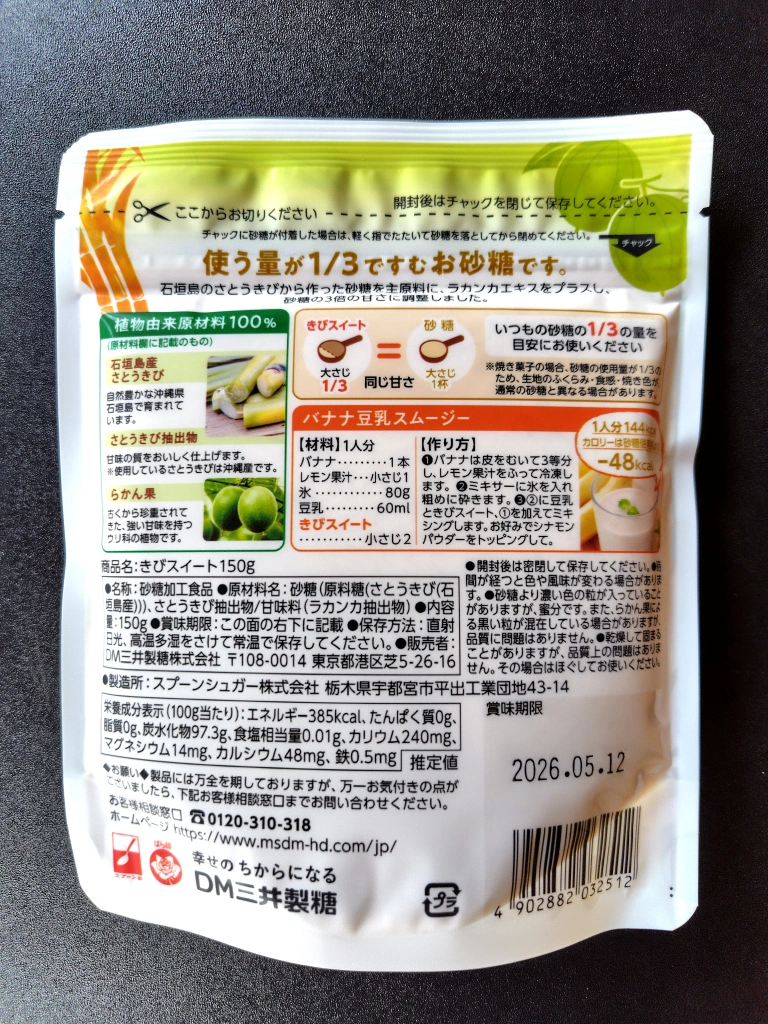 ここからお切りください
開封後はチャックを閉じて保存してください。
チャックに砂糖が付着した場合は、軽く指でたたいて砂糖を落としてから閉めてください。
チャック
使う量が1/3ですむお砂糖です。
石垣島のさとうきびから作った砂糖を主原料に、ラカンカエキスをプラスし、
砂糖の3倍の甘さに調整しました。
植物由来原材料100%
(原材料欄に記載のもの)
石垣島産
さとうきび
自然豊かな沖縄県
石垣島で育まれて
います。
さとうきび抽出物
甘味の質をおいしく仕上げます。
※使用しているさとうきびは沖縄産です。
らかん果
古くから珍重されて
きた、強い甘味を持つ
ウリ科の植物です。
きびスイート
大さじ
1/3
=
同じ甘さ
砂糖
大さじ
1杯
いつもの砂糖の1/3の量を
目安にお使いください
※焼き菓子の場合、砂糖の使用量が1/3の
ため、生地のふくらみ・食感・焼き色が
通常の砂糖と異なる場合があります。
バナナ豆乳スムージー
1人分144kcal
カロリーは砂糖使用
-48kcal
【材料】1人分
バナナ………1本
レモン果汁…小さじ1
氷…………80g
豆乳………60ml
きびスイート
…………小さじ2
【作り方】
❶バナナは皮をむいて3等分
し、レモン果汁をふって冷凍し
ます。❷ミキサーに氷を入れ
粗めに砕きます。❸②に豆乳
ときびスイート、①を加えてミキ
シングします。お好みでシナモン
パウダーをトッピングして。
商品名:きびスイート150g
●名称:砂糖加工食品 ●原材料名:砂糖(原料糖(さとうきび(石
垣島産)))、さとうきび抽出物/甘味料(ラカンカ抽出物) ●内容
量:150g ●賞味期限:この面の右下に記載 ●保存方法:直射
日光、高温多湿をさけて常温で保存してください。●販売者:
DM三井製糖株式会社 〒108-0014 東京都港区芝5-26-16
●製造所:スプーンシュガー株式会社 栃木県宇都宮市平出工業団地43-14
●開封後は密閉して保存してください。●時
間が経つと色や風味が変わる場合がありま
す。●砂糖より濃い色の粒が入っていること
がありますが、蜜分です。また、らかん果によ
る黒い粒が混在している場合がありますが、
品質に問題はありません。●乾燥して固まる
ことがありますが、品質上の問題はありま
せん。その場合はほぐしてお使いください。
栄養成分表示(100g当たり):エネルギー385kcal、たんぱく質0g、
脂質0g、炭水化物97.3g、食塩相当量0.01g、カリウム240mg、
マグネシウム14mg、カルシウム48mg、鉄0.5mg
推定値
賞味期限
2026.05.12
◆お願い◆製品には万全を期しておりますが、万一お気付きの点が
ございましたら、下記お客様相談窓口までお問い合わせください。
お客様相談窓口 ☎0120-310-318
ホームページ https://www.msdm-hd.com/jp/
スプーン印
ばら印
幸せのちからになる
DM三井製糖
プラ
4 902882 032512